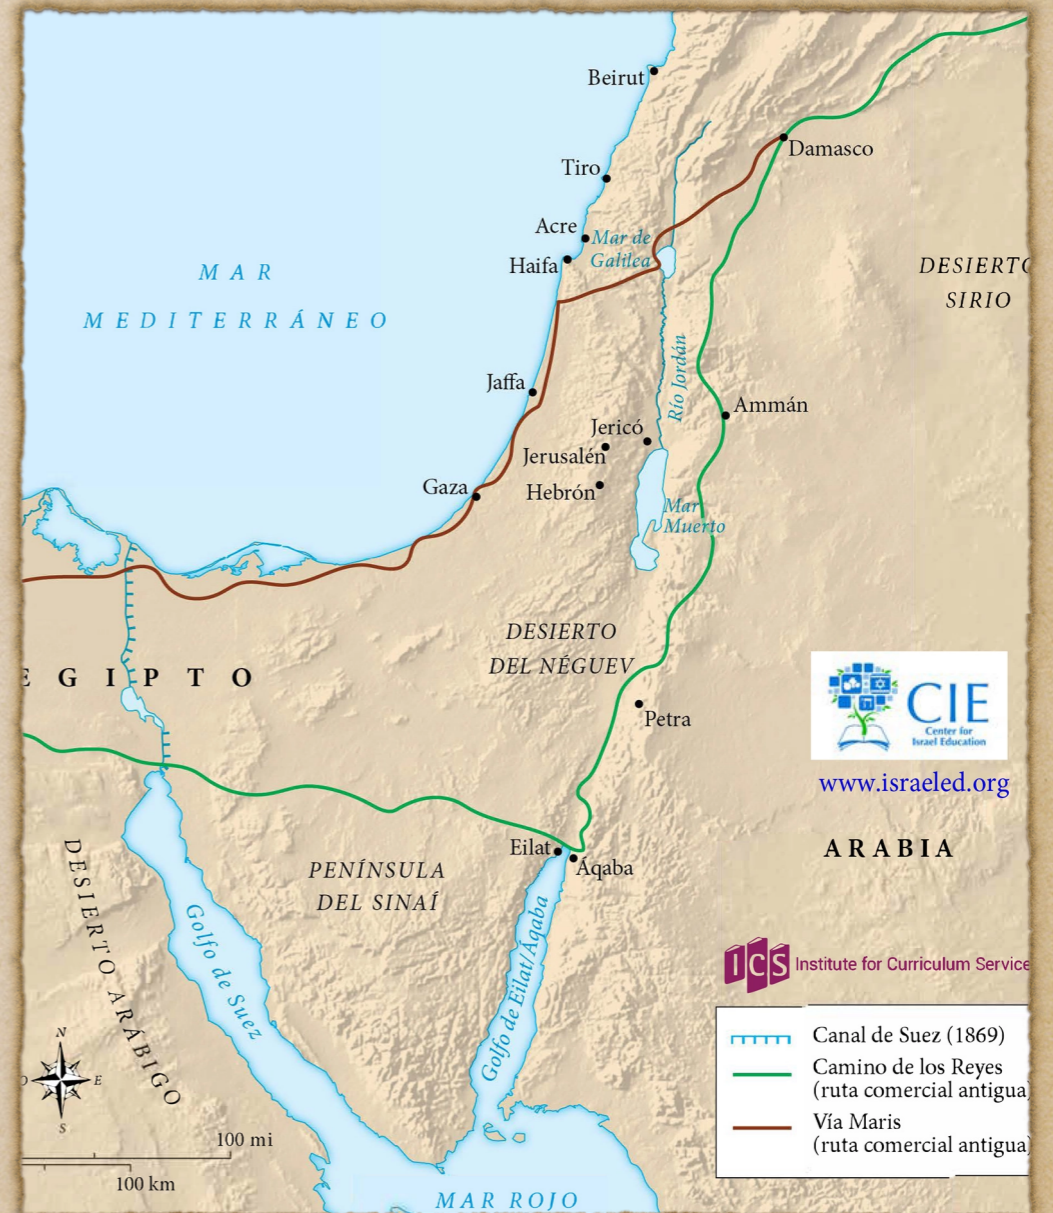 Beirut
Damasco
Tiro
Acre
Mar de
Galilea
Haifa
MAR
MEDITERRÁNEO
DESIERTO
SIRIO
Río Jordán
Jaffa
Ammán
Jericó
Jerusalén
Gaza
Hebrón
Mar
Muerto
DESIERTO
DEL NÉGUEV
EGIPTO
Petra
CIE
Center for
Israel Education
www.israeled.org
Eilat
Áqaba
ARABIA
PENÍNSULA
DEL SINAÍ
DESIERTO ARÁBIGO
Golfo de Suez
Golfo de Eilat/Áqaba
ICS Institute for Curriculum Service
Canal de Suez (1869)
Camino de los Reyes
(ruta comercial antigua)
Vía Maris
(ruta comercial antigua)
N
O E
S
100 mi
100 km
MAR ROJO